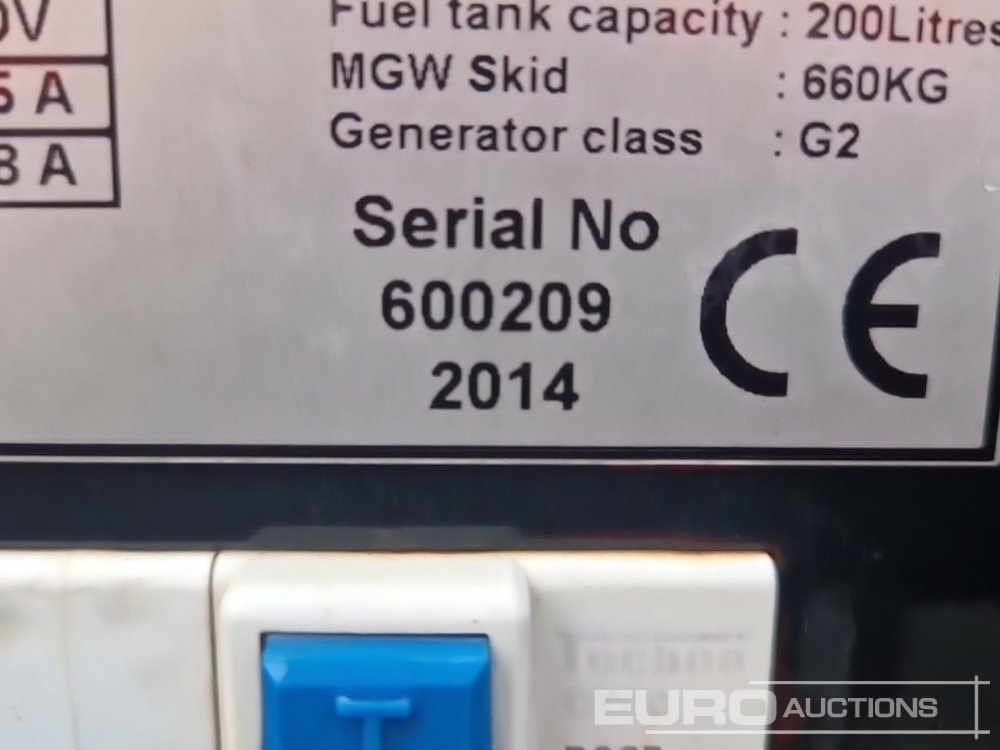 0V
Fuel tank capacity : 200Litres
5 A
MGW Skid : 660KG
8 A
Generator class : G2
Serial No
600209
2014
CE
EURO AUCTIONS